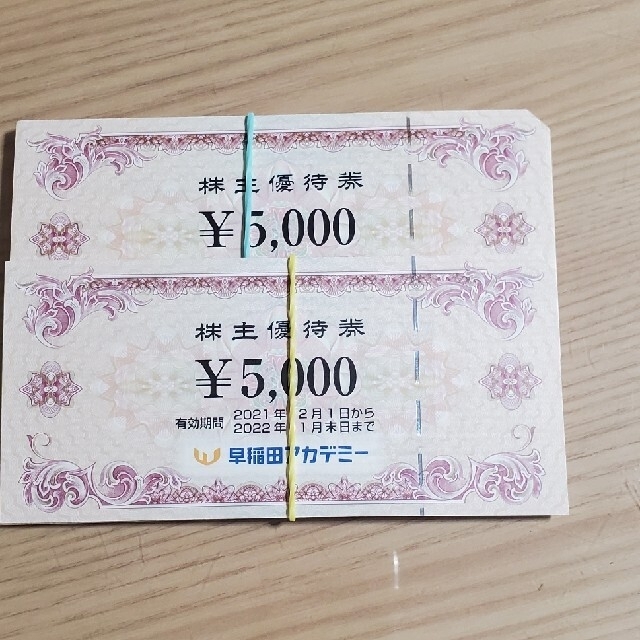 株主優待券
¥5,000
株主優待券
¥5,000
有効期間 2021年 2月1日から
2022年 1月末日まで
早稲田アカデミー